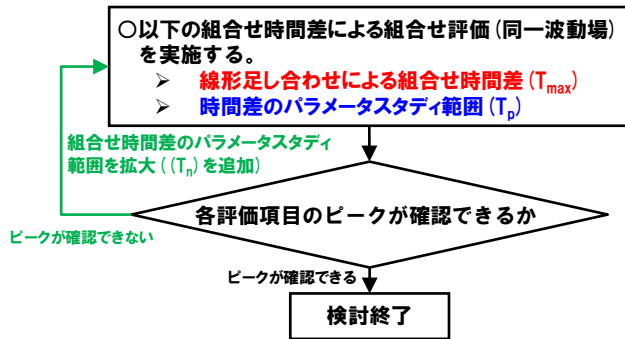 ○以下の組合せ時間差による組合せ評価(同一波動場)
を実施する。
➢ 線形足し合わせによる組合せ時間差(Tmax)
➢ 時間差のパラメータスタディ範囲(Tp)
組合せ時間差のパラメータスタディ
範囲を拡大((Tn)を追加)
各評価項目のピークが確認できるか
ピークが確認できない
ピークが確認できる
検討終了